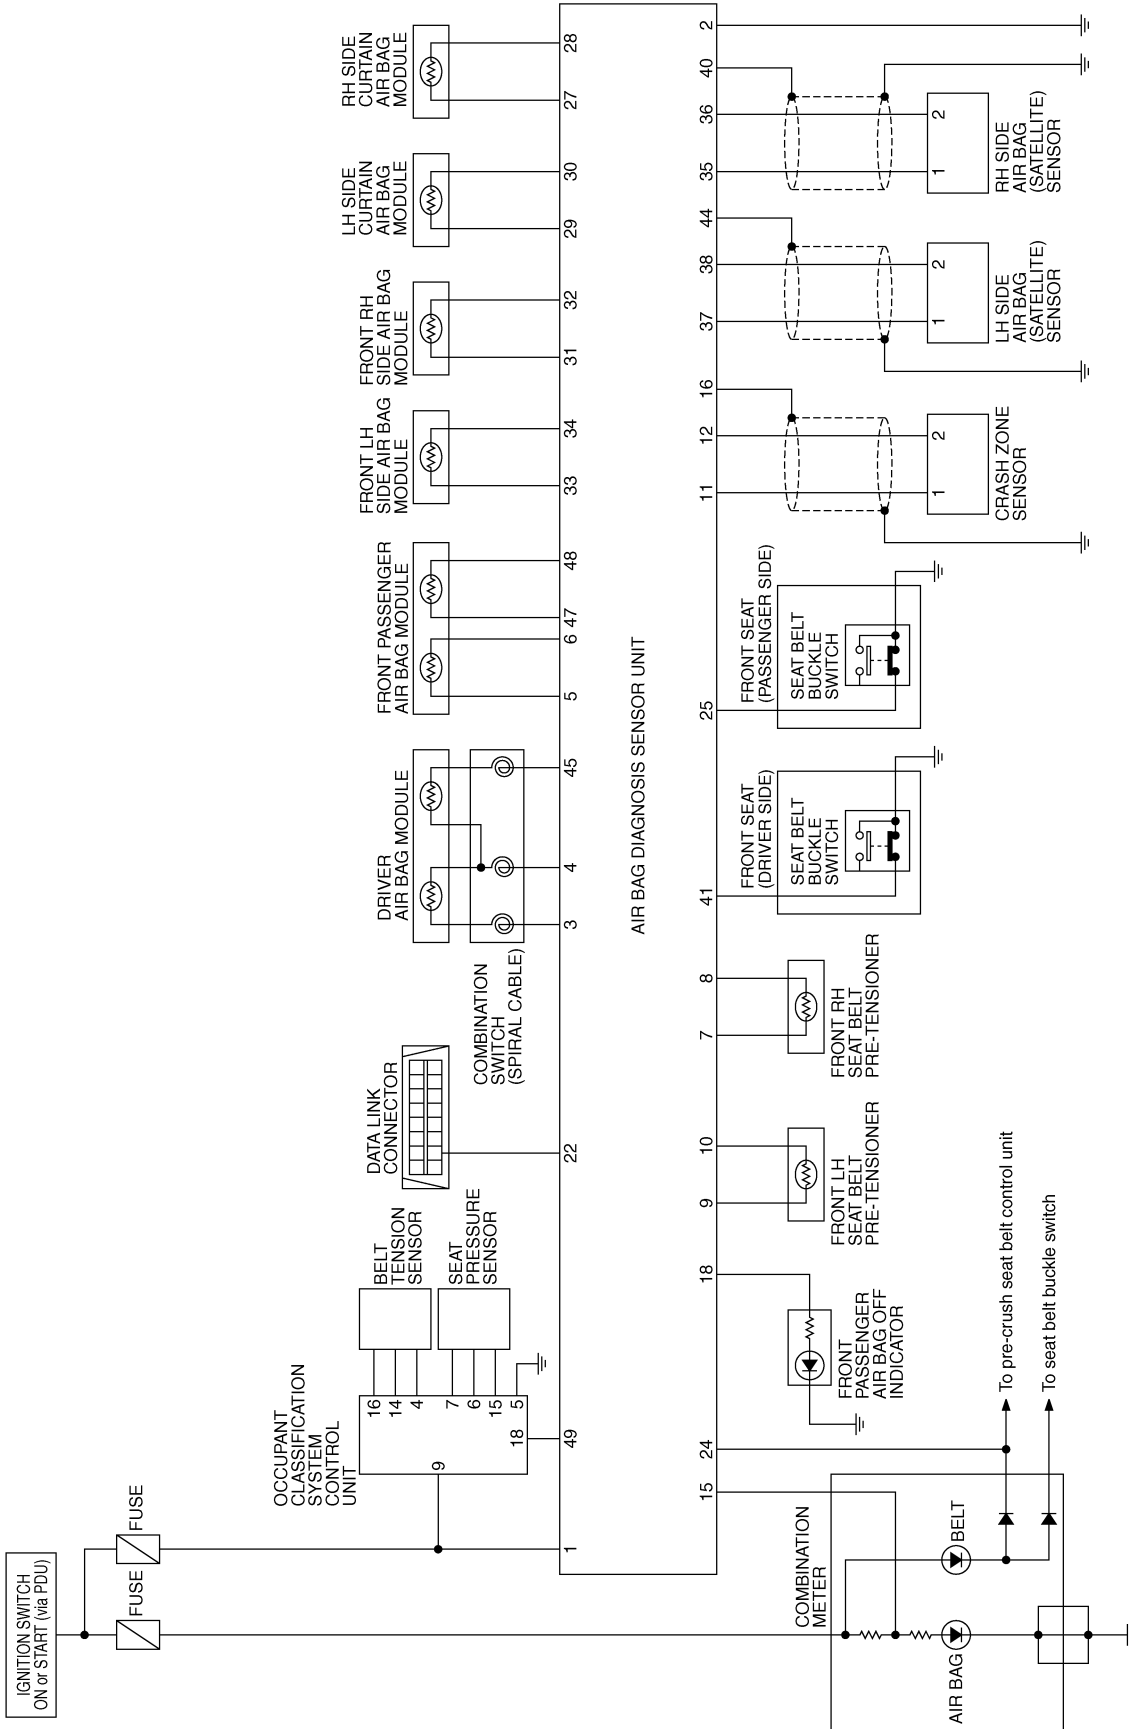 IGNITION SWITCH
ON or START (via PDU)
FUSE
FUSE
OCCUPANT
CLASSIFICATION
SYSTEM
CONTROL
UNIT
9
18
16
14
4
7
6
15
5
BELT
TENSION
SENSOR
SEAT
PRESSURE
SENSOR
DATA LINK
CONNECTOR
COMBINATION
SWITCH
(SPIRAL CABLE)
DRIVER
AIR BAG MODULE
FRONT PASSENGER
AIR BAG MODULE
FRONT LH
SIDE AIR BAG
MODULE
FRONT RH
SIDE AIR BAG
MODULE
LH SIDE
CURTAIN
AIR BAG
MODULE
RH SIDE
CURTAIN
AIR BAG
MODULE
1
49
22
3
4
45
5
6
47
48
33
34
31
32
29
30
27
28
AIR BAG DIAGNOSIS SENSOR UNIT
15
24
18
9
10
7
8
41
25
11
12
16
37
38
44
35
36
40
2
COMBINATION
METER
AIR BAG
BELT
To pre-crush seat belt control unit
To seat belt buckle switch
FRONT
PASSENGER
AIR BAG OFF
INDICATOR
FRONT LH
SEAT BELT
PRE-TENSIONER
FRONT RH
SEAT BELT
PRE-TENSIONER
FRONT SEAT
(DRIVER SIDE)
SEAT BELT
BUCKLE
SWITCH
FRONT SEAT
(PASSENGER SIDE)
SEAT BELT
BUCKLE
SWITCH
1
2
CRASH ZONE
SENSOR
1
2
LH SIDE
AIR BAG
(SATELLITE)
SENSOR
1
2
RH SIDE
AIR BAG
(SATELLITE)
SENSOR